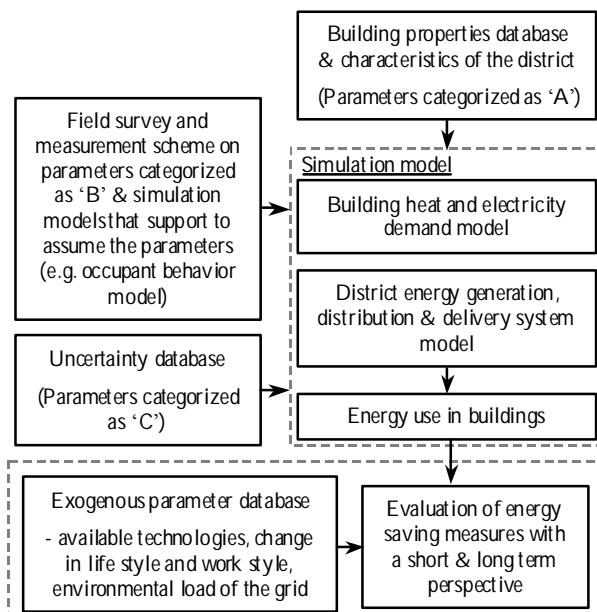 Building properties database
& characteristics of the district
(Parameters categorized as ‘A’)
Field survey and
measurement scheme on
parameters categorized
as ‘B’ & simulation
models that support to
assume the parameters
(e.g. occupant behavior
model)
Simulation model
Building heat and electricity
demand model
District energy generation,
distribution & delivery system
model
Uncertainty database
(Parameters categorized
as ‘C’)
Energy use in buildings
Exogenous parameter database
- available technologies, change
in life style and work style,
environmental load of the grid
Evaluation of energy
saving measures with
a short & long term
perspective